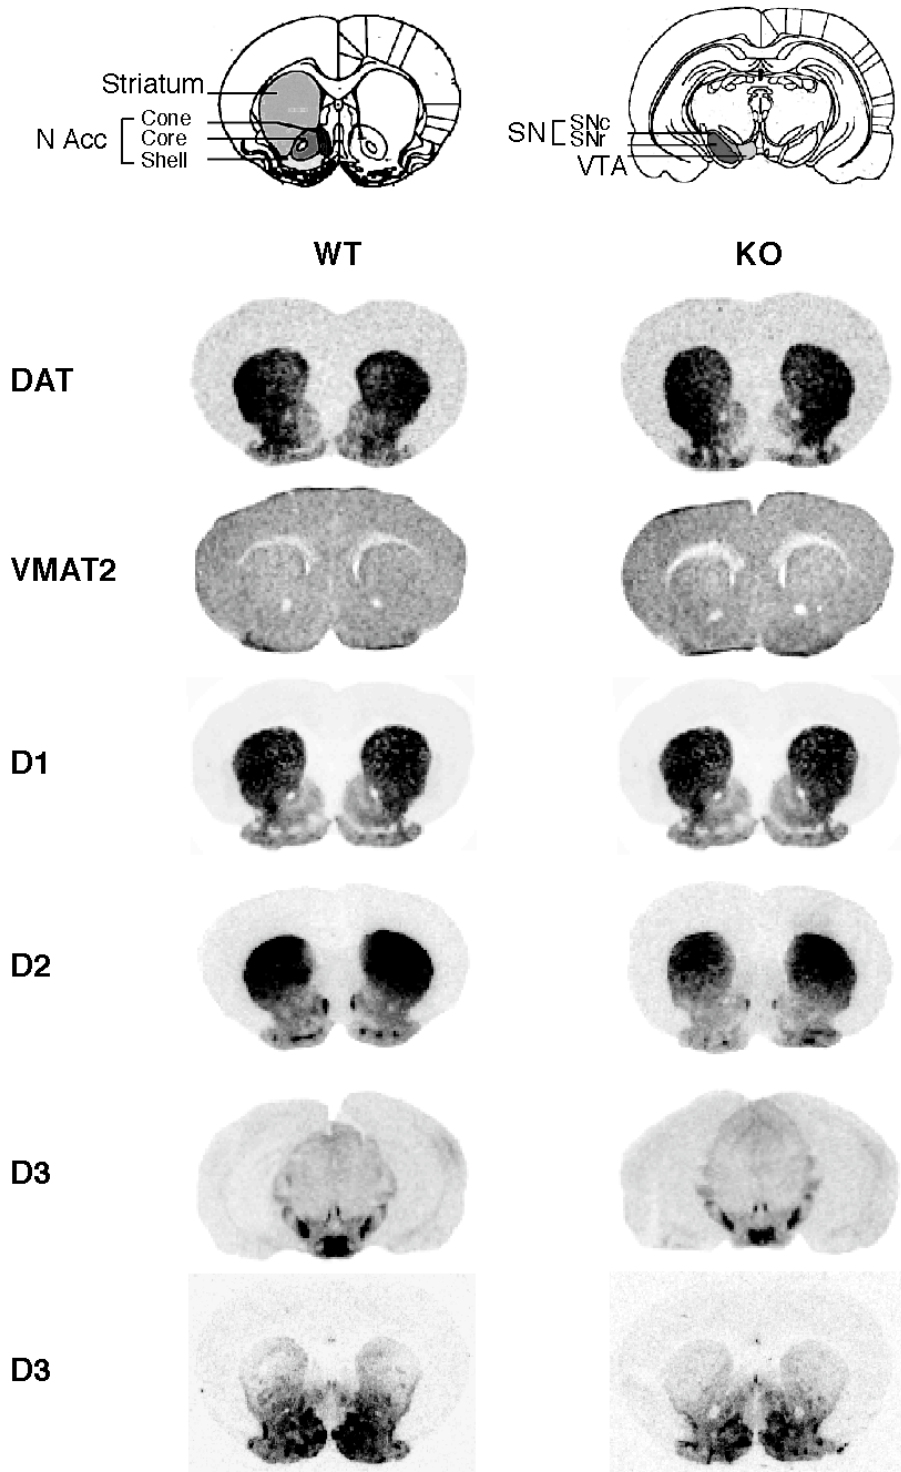 Striatum
Cone
N Acc
Core
Shell
SN
SNc
SNr
VTA
WT
KO
DAT
VMAT2
D1
D2
D3
D3